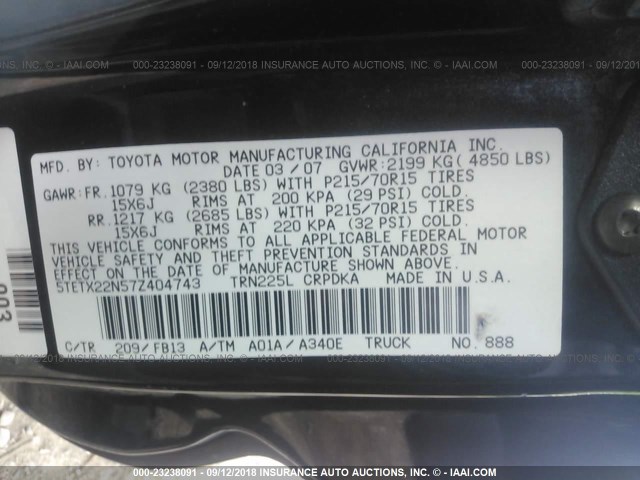 000-23238091 - 09/12/2018 - INSURANCE AUTO AUCTIONS, INC. - © - IAAI.COM
MFD. BY: TOYOTA MOTOR MANUFACTURING CALIFORNIA INC.
DATE 03/07 GVWR:2199 KG(4850 LBS)
GAWR:FR.1079 KG (2380 LBS)WITH P215/70R15 TIRES
15X6J RIMS AT 200 KPA (29 PSI) COLD.
RR.1217 KG (2685 LBS)WITH P215/70R15 TIRES
15X6J RIMS AT 220 KPA (32 PSI) COLD.
THIS VEHICLE CONFORMS TO ALL APPLICABLE FEDERAL MOTOR
VEHICLE SAFETY AND THEFT PREVENTION STANDARDS IN
EFFECT ON THE DATE OF MANUFACTURE SHOWN ABOVE.
5TETX22N57Z404743 TRN225L CRPDKA MADE IN U.S.A.
C/TR 209/FB13 A/TM A01A/A340E TRUCK NO.888
003
000-23238091 - 09/12/2018 - INSURANCE AUTO AUCTIONS, INC. - © - IAAI.COM
000-23238091 - 09/12/2018 - INSURANCE AUTO AUCTIONS, INC. - © - IAAI.COM